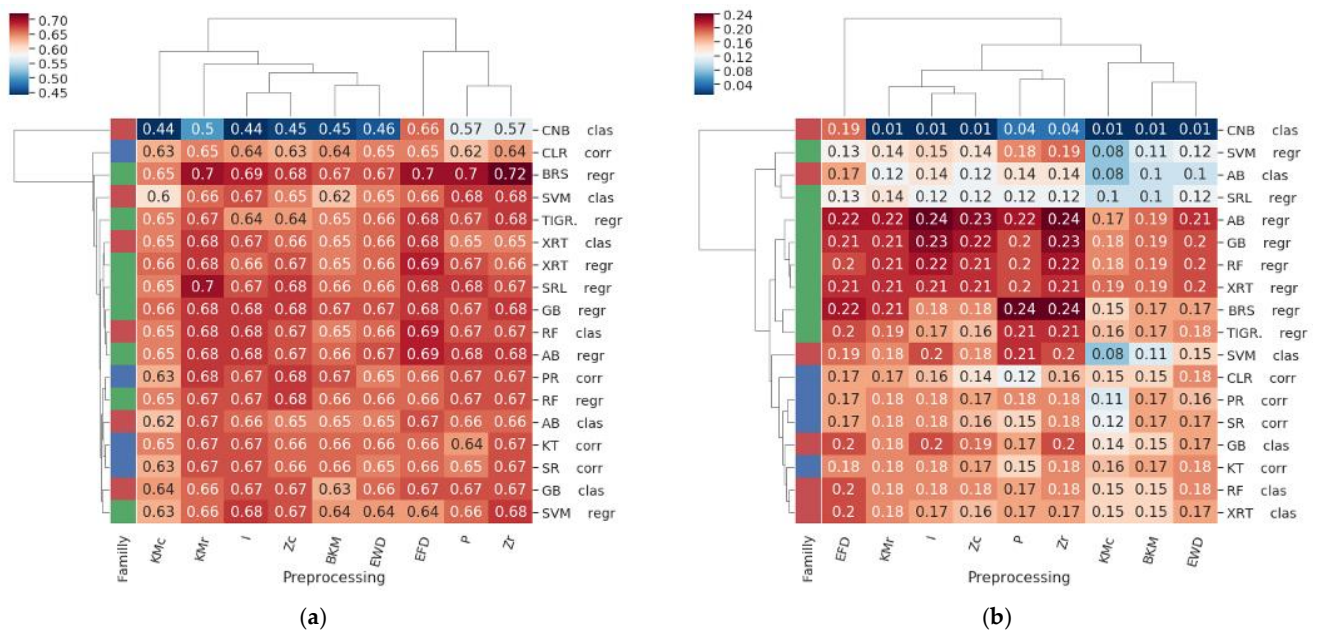 0.70
0.65
0.60
0.55
0.50
0.45
0.44 0.5 0.44 0.45 0.45 0.46 0.66 0.57 0.57 CNB clas
0.63 0.65 0.64 0.63 0.64 0.65 0.65 0.62 0.64 CLR corr
0.65 0.7 0.69 0.68 0.67 0.67 0.7 0.7 0.72 BRS regr
0.6 0.66 0.67 0.65 0.62 0.65 0.66 0.68 0.68 SVM clas
0.65 0.67 0.64 0.64 0.65 0.66 0.68 0.67 0.68 TIGR. regr
0.65 0.68 0.67 0.66 0.65 0.66 0.68 0.65 0.65 XRT clas
0.66 0.68 0.66 0.67 0.65 0.66 0.69 0.67 0.66 XRT regr
0.65 0.7 0.67 0.68 0.66 0.66 0.68 0.68 0.67 SRL regr
0.66 0.68 0.68 0.68 0.67 0.67 0.68 0.67 0.67 GB regr
0.65 0.68 0.68 0.67 0.65 0.66 0.69 0.67 0.67 RF clas
0.65 0.68 0.68 0.67 0.66 0.67 0.69 0.68 0.68 AB regr
0.63 0.68 0.67 0.68 0.67 0.65 0.66 0.67 0.67 PR corr
0.65 0.67 0.67 0.68 0.66 0.66 0.66 0.67 0.67 RF regr
0.62 0.67 0.66 0.65 0.65 0.65 0.67 0.66 0.66 AB clas
0.65 0.67 0.67 0.66 0.66 0.66 0.66 0.64 0.67 KT corr
0.63 0.67 0.67 0.66 0.66 0.65 0.66 0.65 0.67 SR corr
0.64 0.66 0.67 0.67 0.63 0.66 0.67 0.67 0.67 GB clas
0.63 0.66 0.68 0.67 0.64 0.64 0.64 0.66 0.68 SVM regr
Familly KMc KMr I Zc BKM EWD EFD P Zr
Preprocessing
(a)
0.24
0.20
0.16
0.12
0.08
0.04
0.19 0.01 0.01 0.01 0.04 0.04 0.01 0.01 0.01 CNB clas
0.13 0.14 0.15 0.14 0.18 0.19 0.08 0.11 0.12 SVM regr
0.17 0.12 0.14 0.12 0.14 0.14 0.08 0.1 0.1 AB clas
0.13 0.14 0.12 0.12 0.12 0.12 0.1 0.1 0.12 SRL regr
0.22 0.22 0.24 0.23 0.22 0.24 0.17 0.19 0.21 AB regr
0.21 0.21 0.23 0.22 0.2 0.23 0.18 0.19 0.2 GB regr
0.2 0.21 0.22 0.21 0.2 0.22 0.18 0.19 0.2 RF regr
0.21 0.21 0.21 0.21 0.2 0.21 0.19 0.19 0.2 XRT regr
0.22 0.21 0.18 0.18 0.24 0.24 0.15 0.17 0.17 BRS regr
0.2 0.19 0.17 0.16 0.21 0.21 0.16 0.17 0.18 TIGR. regr
0.19 0.18 0.2 0.18 0.21 0.2 0.08 0.11 0.15 SVM clas
0.17 0.17 0.16 0.14 0.12 0.16 0.15 0.15 0.18 CLR corr
0.17 0.18 0.18 0.17 0.18 0.18 0.11 0.17 0.16 PR corr
0.17 0.18 0.18 0.16 0.15 0.18 0.12 0.17 0.17 SR corr
0.2 0.18 0.2 0.19 0.17 0.2 0.14 0.15 0.17 GB clas
0.18 0.18 0.18 0.17 0.15 0.18 0.16 0.17 0.18 KT corr
0.2 0.18 0.18 0.18 0.17 0.18 0.15 0.15 0.18 RF clas
0.2 0.18 0.17 0.16 0.17 0.17 0.15 0.15 0.17 XRT clas
Familly EFD KMr I Zc P Zr KMc BKM EWD
Preprocessing
(b)